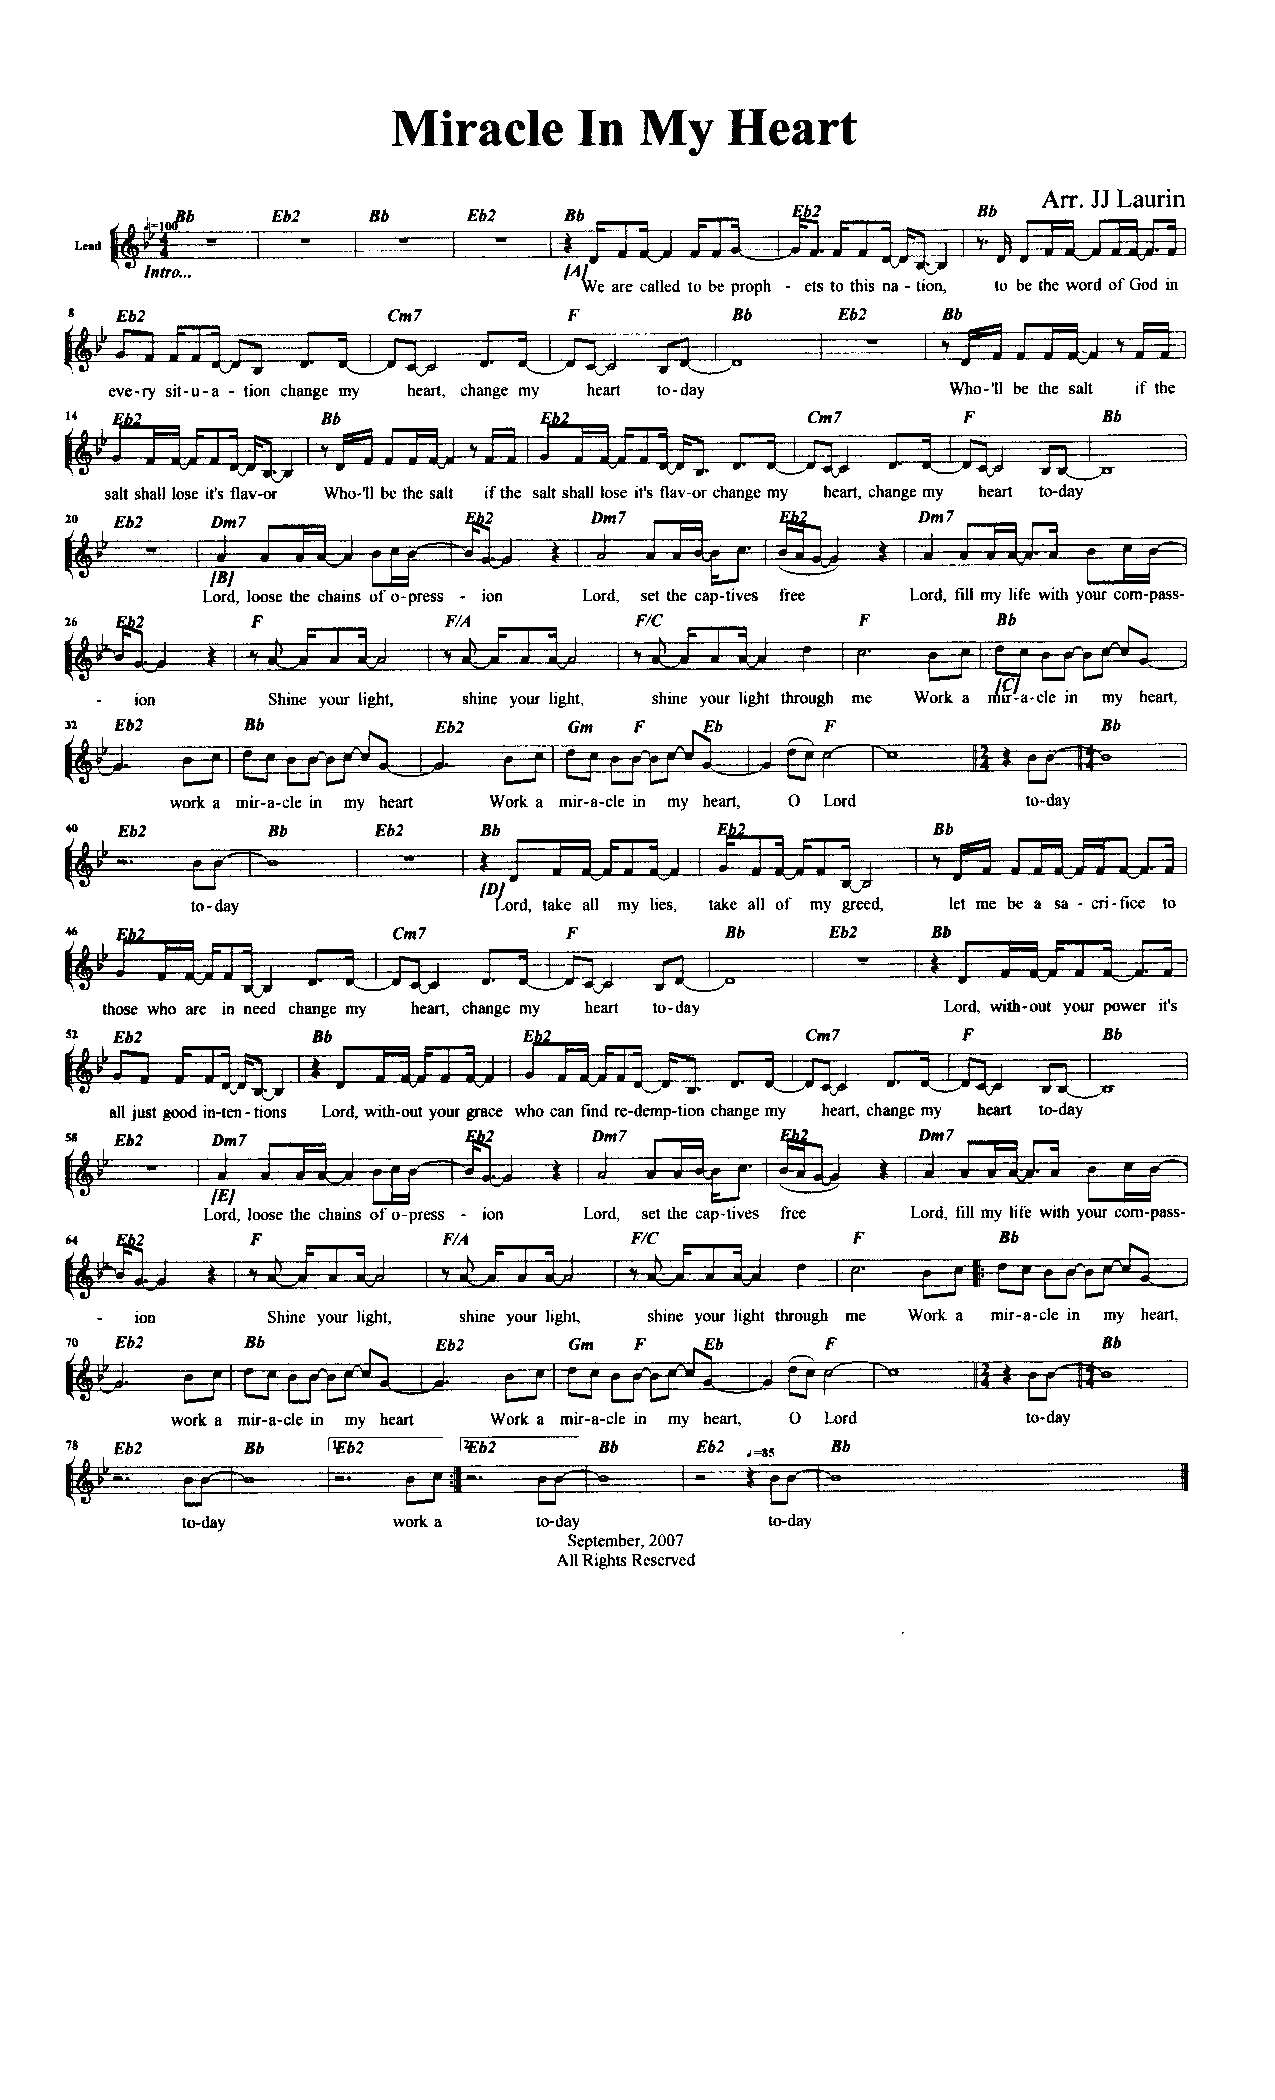 Miracle In My Heart
Arr. JJ Laurin
♩=100 Bb Eb2 Bb Eb2 Bb Eb2 Bb
Lead
Intro... [A]
We are called to be proph - ets to this na - tion, to be the word of God in
8 Eb2 Cm7 F Bb Eb2 Bb
eve-ry sit-u-a - tion change my heart, change my heart to-day Who-'ll be the salt if the
14 Eb2 Bb Eb2 Cm7 F Bb
salt shall lose it's flav-or Who-'ll be the salt if the salt shall lose it's flav-or change my heart, change my heart to-day
20 Eb2 Dm7 Eb2 Dm7 Eb2 Dm7
[B]
Lord, loose the chains of o-press - ion Lord, set the cap-tives free Lord, fill my life with your com-pass-
26 Eb2 F F/A F/C F Bb
[C]
- ion Shine your light, shine your light, shine your light through me Work a mir-a-cle in my heart,
32 Eb2 Bb Eb2 Gm F Eb F Bb
work a mir-a-cle in my heart Work a mir-a-cle in my heart, O Lord to-day
40 Eb2 Bb Eb2 Bb Eb2 Bb
[D]
to-day Lord, take all my lies, take all of my greed, let me be a sa - cri-fice to
46 Eb2 Cm7 F Bb Eb2 Bb
those who are in need change my heart, change my heart to-day Lord, with-out your power it's
52 Eb2 Bb Eb2 Cm7 F Bb
all just good in-ten-tions Lord, with-out your grace who can find re-demp-tion change my heart, change my heart to-day
58 Eb2 Dm7 Eb2 Dm7 Eb2 Dm7
[E]
Lord, loose the chains of o-press - ion Lord, set the cap-tives free Lord, fill my life with your com-pass-
64 Eb2 F F/A F/C F Bb
- ion Shine your light, shine your light, shine your light through me Work a mir-a-cle in my heart,
70 Eb2 Bb Eb2 Gm F Eb F Bb
work a mir-a-cle in my heart Work a mir-a-cle in my heart, O Lord to-day
78 Eb2 Bb 1. Eb2 2. Eb2 Bb Eb2 ♩=85 Bb
to-day work a to-day to-day
September, 2007
All Rights Reserved